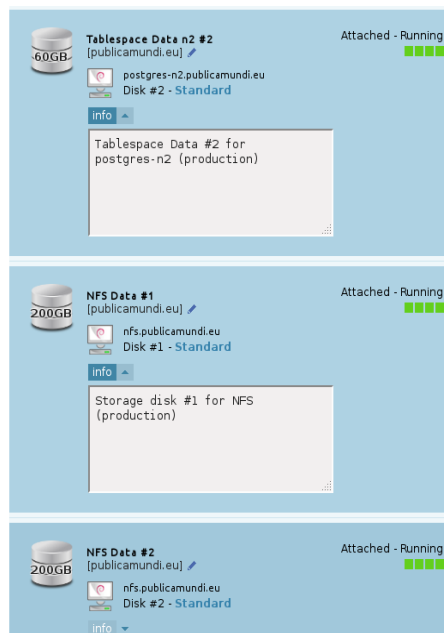 60GB
Tablespace Data n2 #2
[publicamundi.eu]
Attached - Running
postgres-n2.publicamundi.eu
Disk #2 - Standard
info
Tablespace Data #2 for
postgres-n2 (production)
200GB
NFS Data #1
[publicamundi.eu]
Attached - Running
nfs.publicamundi.eu
Disk #1 - Standard
info
Storage disk #1 for NFS
(production)
200GB
NFS Data #2
[publicamundi.eu]
Attached - Running
nfs.publicamundi.eu
Disk #2 - Standard
info